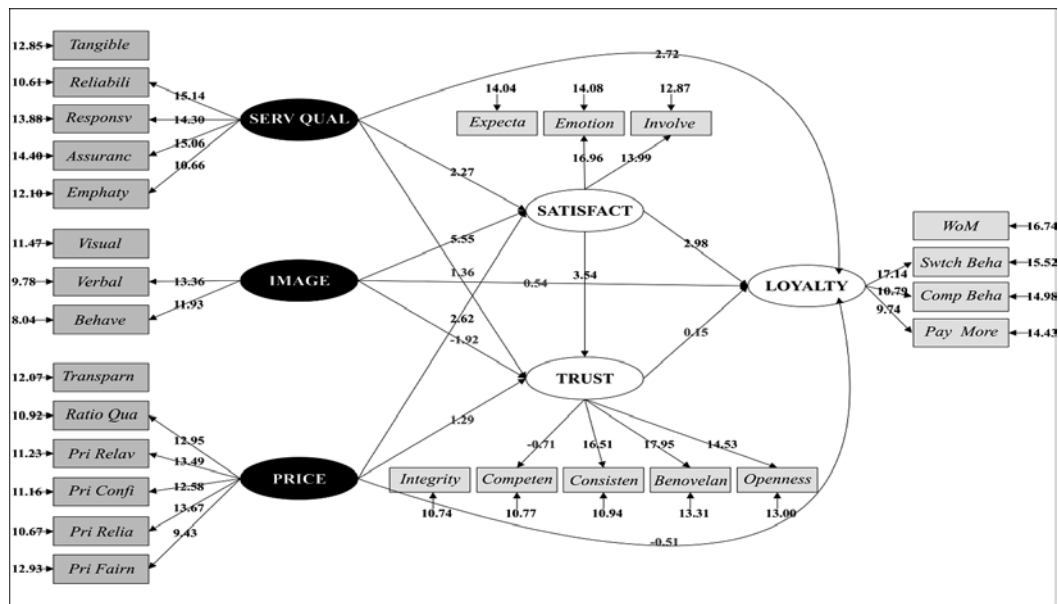 12.85 Tangible
10.61 Reliabili
13.88 Responsv
14.40 Assuranc
12.10 Emphaty
15.14
14.30
15.06
10.66
SERV QUAL
11.47 Visual
9.78 Verbal
8.04 Behave
13.36
11.93
IMAGE
12.07 Transparn
10.92 Ratio Qua
11.23 Pri Relav
11.16 Pri Confi
10.67 Pri Relia
12.93 Pri Fairn
12.95
13.49
12.58
13.67
9.43
PRICE
2.72
2.27
5.55
1.36
0.54
2.62
-1.92
1.29
14.04
14.08
12.87
Expecta
Emotion
Involve
16.96
13.99
SATISFACT
2.98
3.54
0.15
TRUST
-0.71
16.51
17.95
14.53
Integrity
Competen
Consisten
Benovelan
Openness
10.74
10.77
10.94
13.31
13.00
-0.51
LOYALTY
17.14
10.79
9.74
WoM 16.74
Swtch Beha 15.52
Comp Beha 14.98
Pay More 14.43